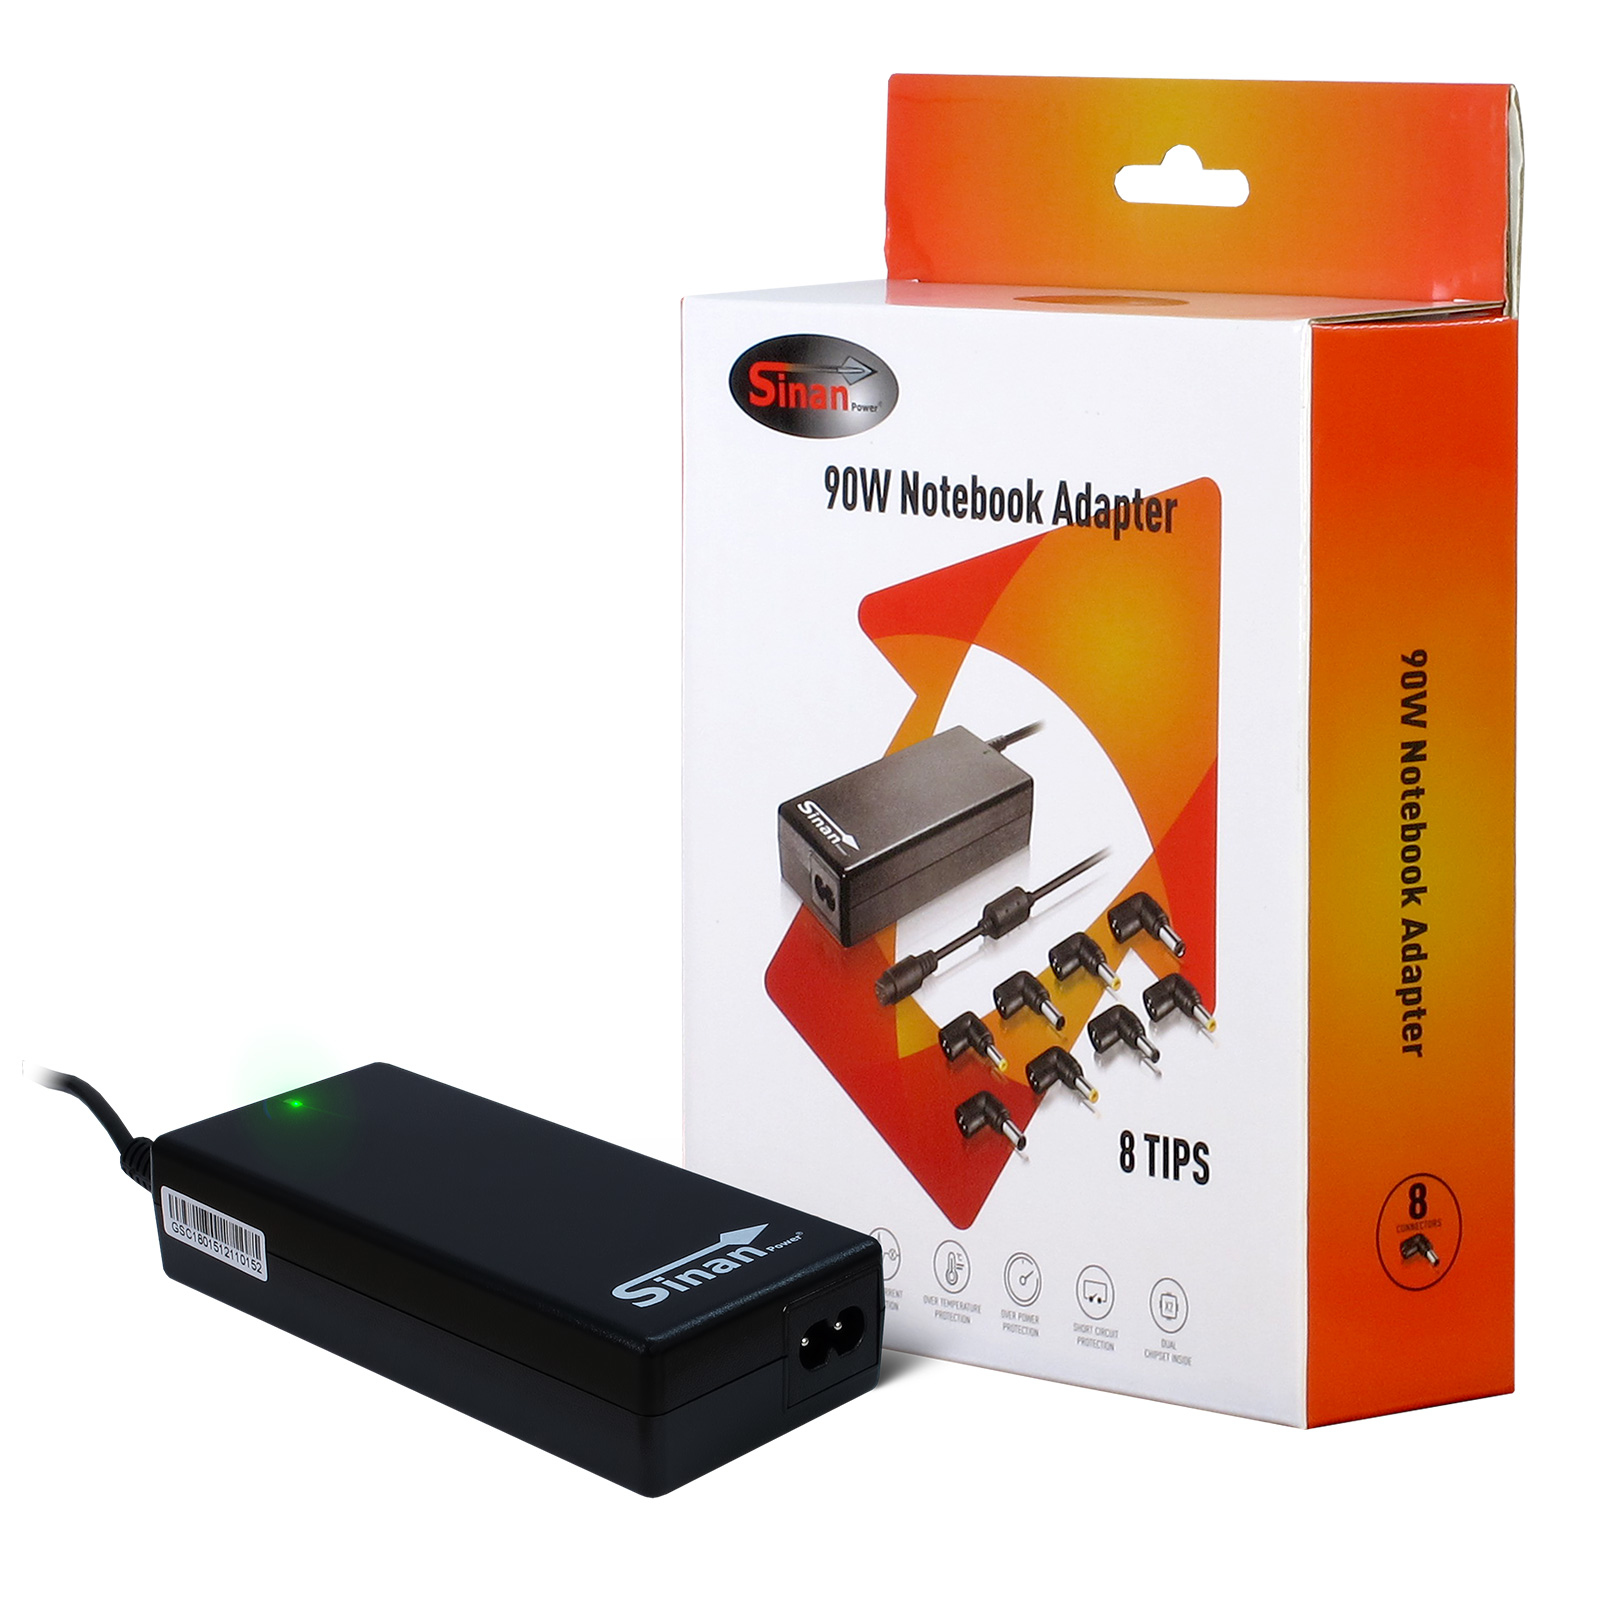 Sinan
Power®
90W Notebook Adapter
Sinan
8 TIPS
OVER TEMPERATURE
PROTECTION
OVER POWER
PROTECTION
SHORT CIRCUIT
PROTECTION
X2
DUAL
CHIPSET INSIDE
90W Notebook Adapter
8
CONNECTORS
GSC1801512110152
Sinan
Power®